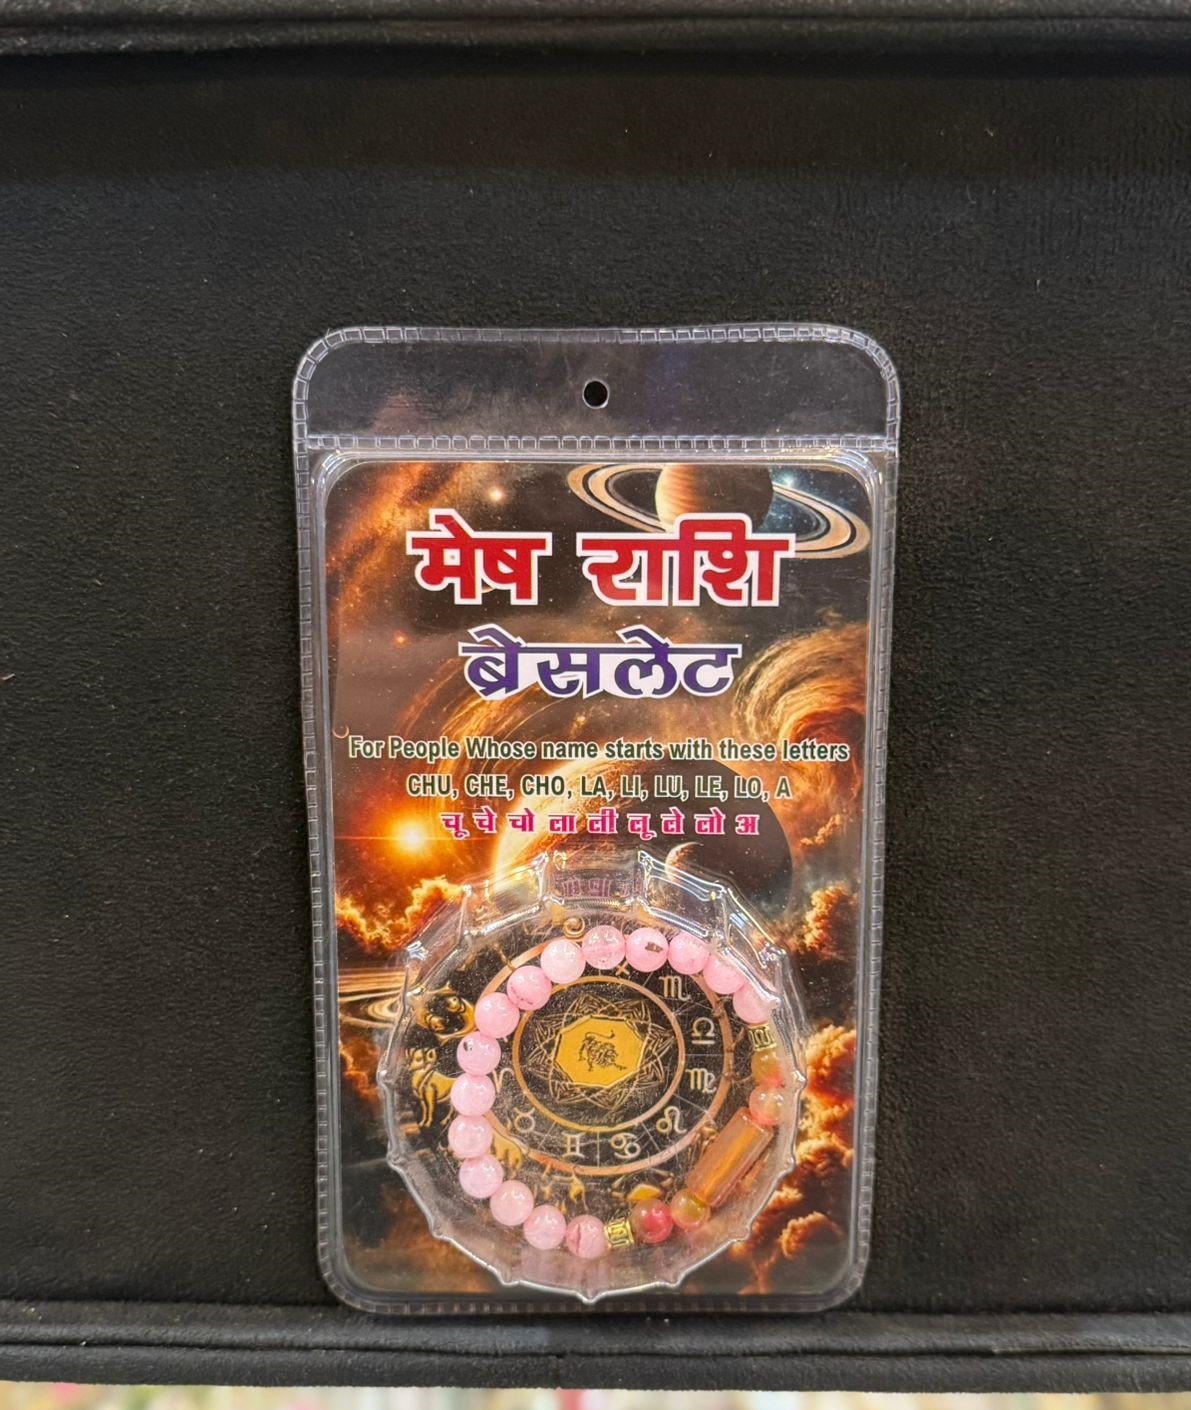 मेष राशि
ब्रेसलेट
For People Whose name starts with these letters
CHU, CHE, CHO, LA, LI, LU, LE, LO, A
चू चे चो ला ली लू ले लो अ